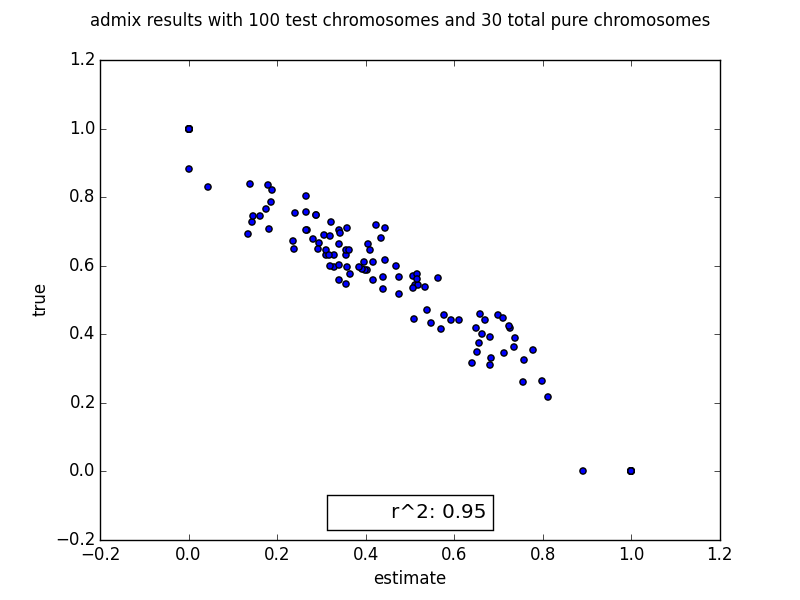 admix results with 100 test chromosomes and 30 total pure chromosomes
1.2
1.0
0.8
0.6
0.4
0.2
0.0
−0.2
true
r^2: 0.95
−0.2 0.0 0.2 0.4 0.6 0.8 1.0 1.2
estimate